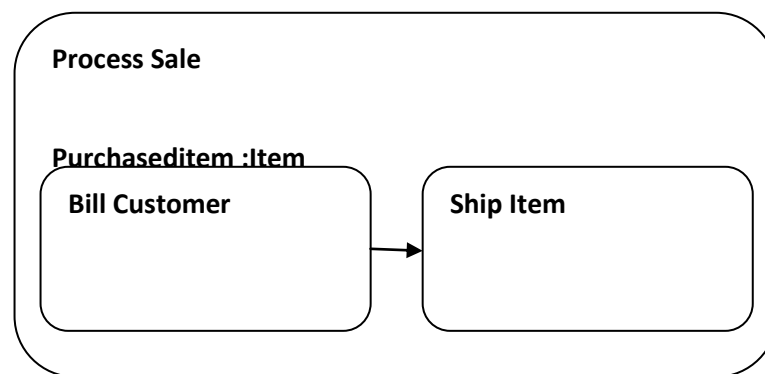 Process Sale
Purchaseditem :Item
Bill Customer
Ship Item